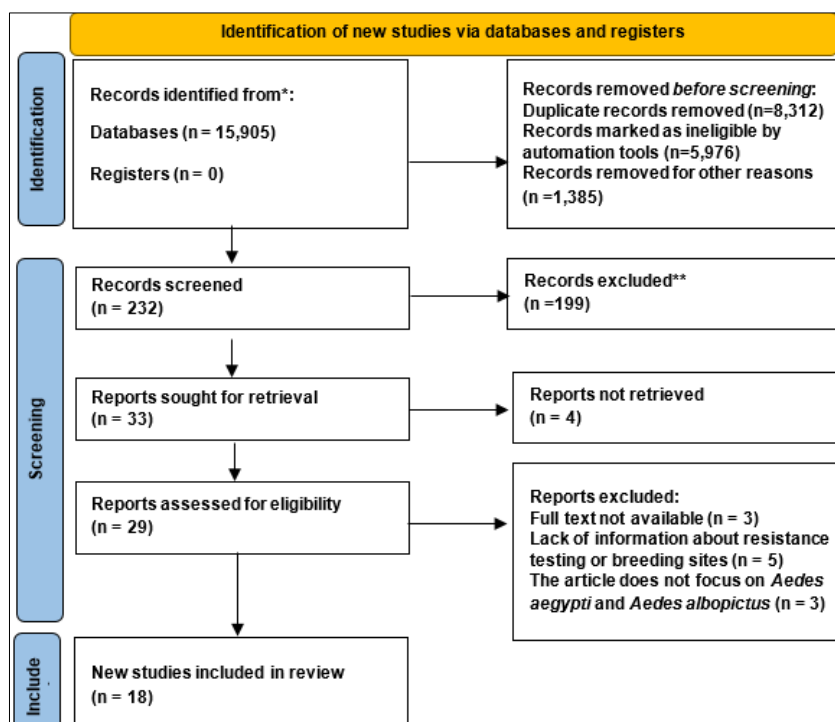 Identification of new studies via databases and registers
Identification
Records identified from*:
Databases (n = 15,905)
Registers (n = 0)
Records removed before screening:
Duplicate records removed (n=8,312)
Records marked as ineligible by
automation tools (n=5,976)
Records removed for other reasons
(n =1,385)
Screening
Records screened
(n = 232)
Records excluded**
(n =199)
Reports sought for retrieval
(n = 33)
Reports not retrieved
(n = 4)
Reports assessed for eligibility
(n = 29)
Reports excluded:
Full text not available (n = 3)
Lack of information about resistance
testing or breeding sites (n = 5)
The article does not focus on Aedes
aegypti and Aedes albopictus (n = 3)
Include
New studies included in review
(n = 18)